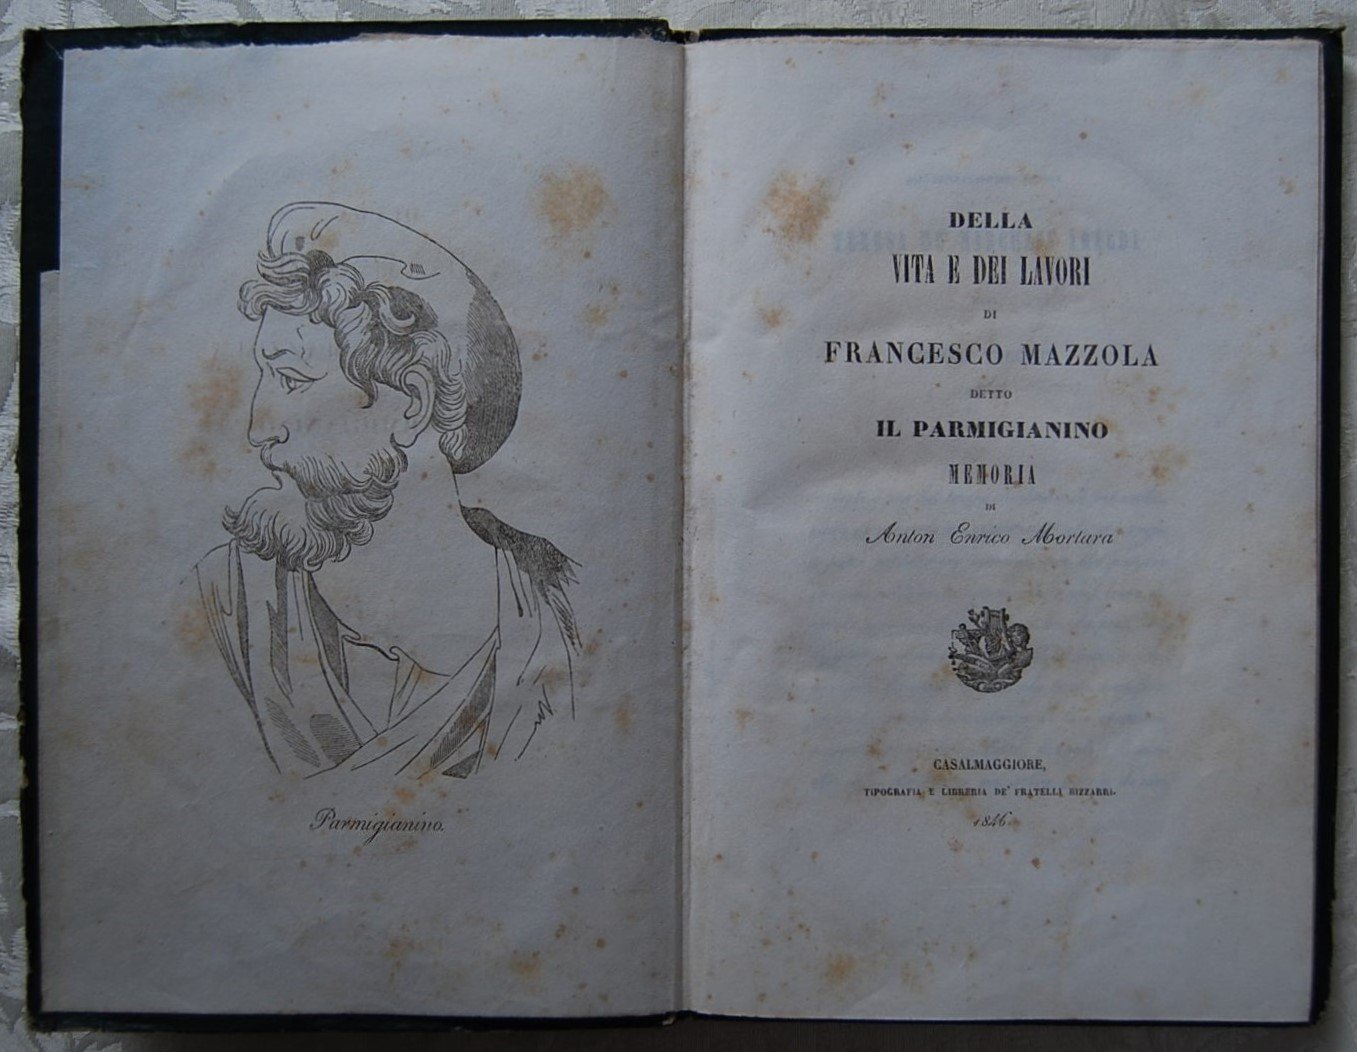 Parmigianino.
DELLA
VITA E DEI LAVORI
DI
FRANCESCO MAZZOLA
DETTO
IL PARMIGIANINO
MEMORIA
DI
Anton Enrico Mortara
CASALMAGGIORE,
TIPOGRAFIA E LIBRERIA DE' FRATELLI BIZZARRI.
1846.